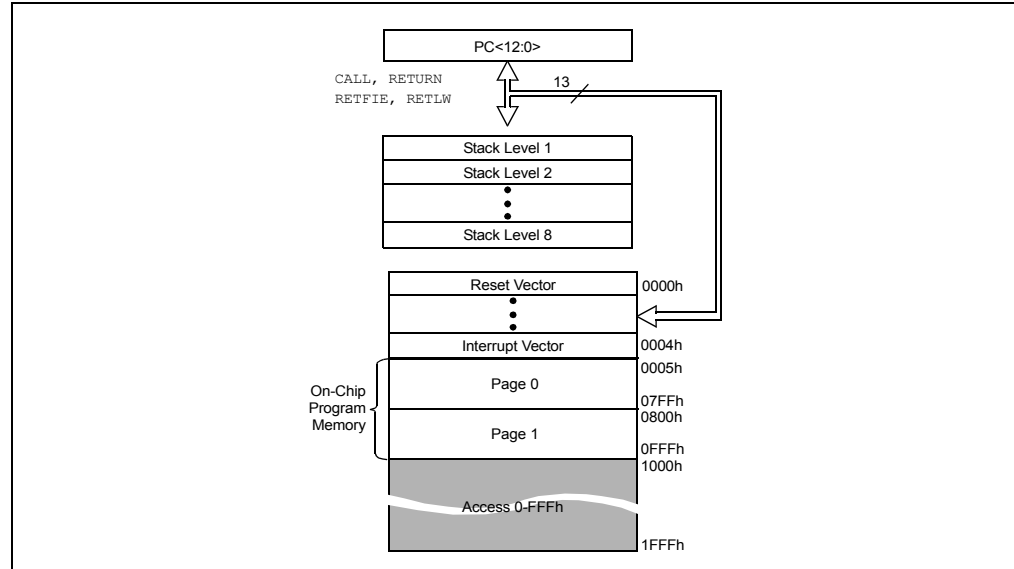 PC<12:0>
CALL, RETURN
RETFIE, RETLW
13
Stack Level 1
Stack Level 2
Stack Level 8
Reset Vector
0000h
Interrupt Vector
0004h
0005h
Page 0
On-Chip
Program
Memory
07FFh
0800h
Page 1
0FFFh
1000h
Access 0-FFFh
1FFFh